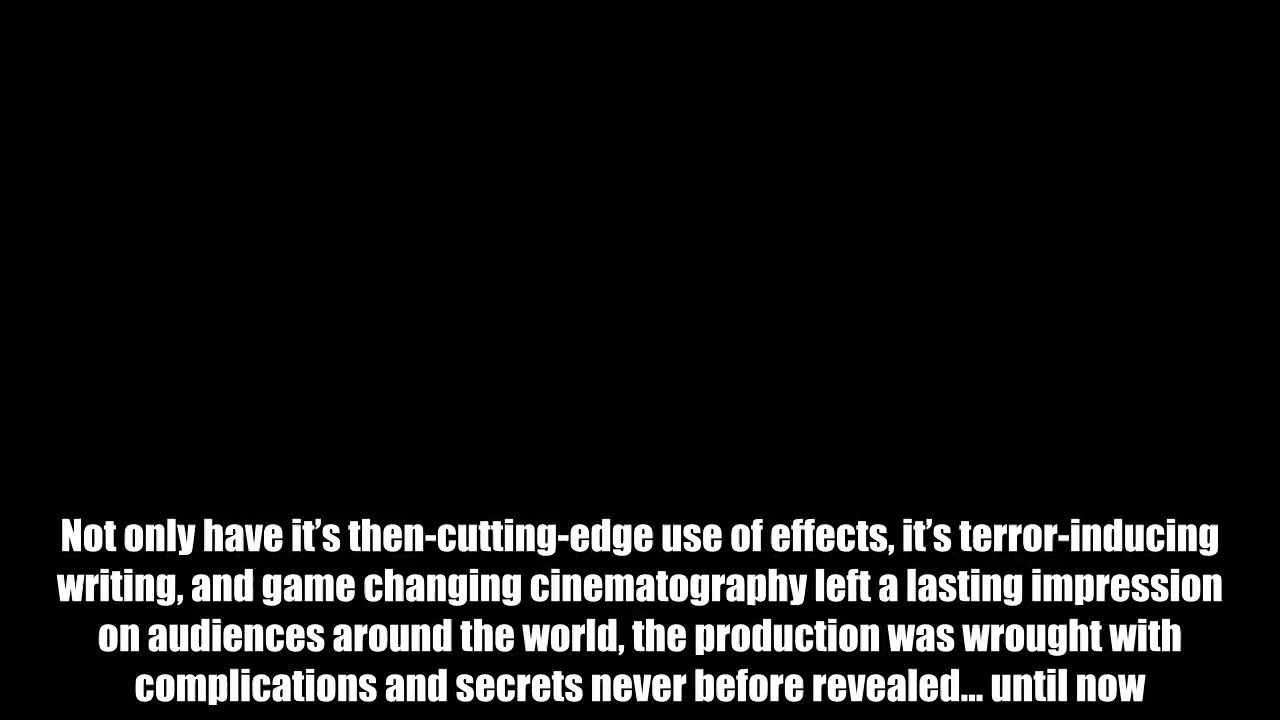 Not only have it’s then-cutting-edge use of effects, it’s terror-inducing
writing, and game changing cinematography left a lasting impression
on audiences around the world, the production was wrought with
complications and secrets never before revealed... until now